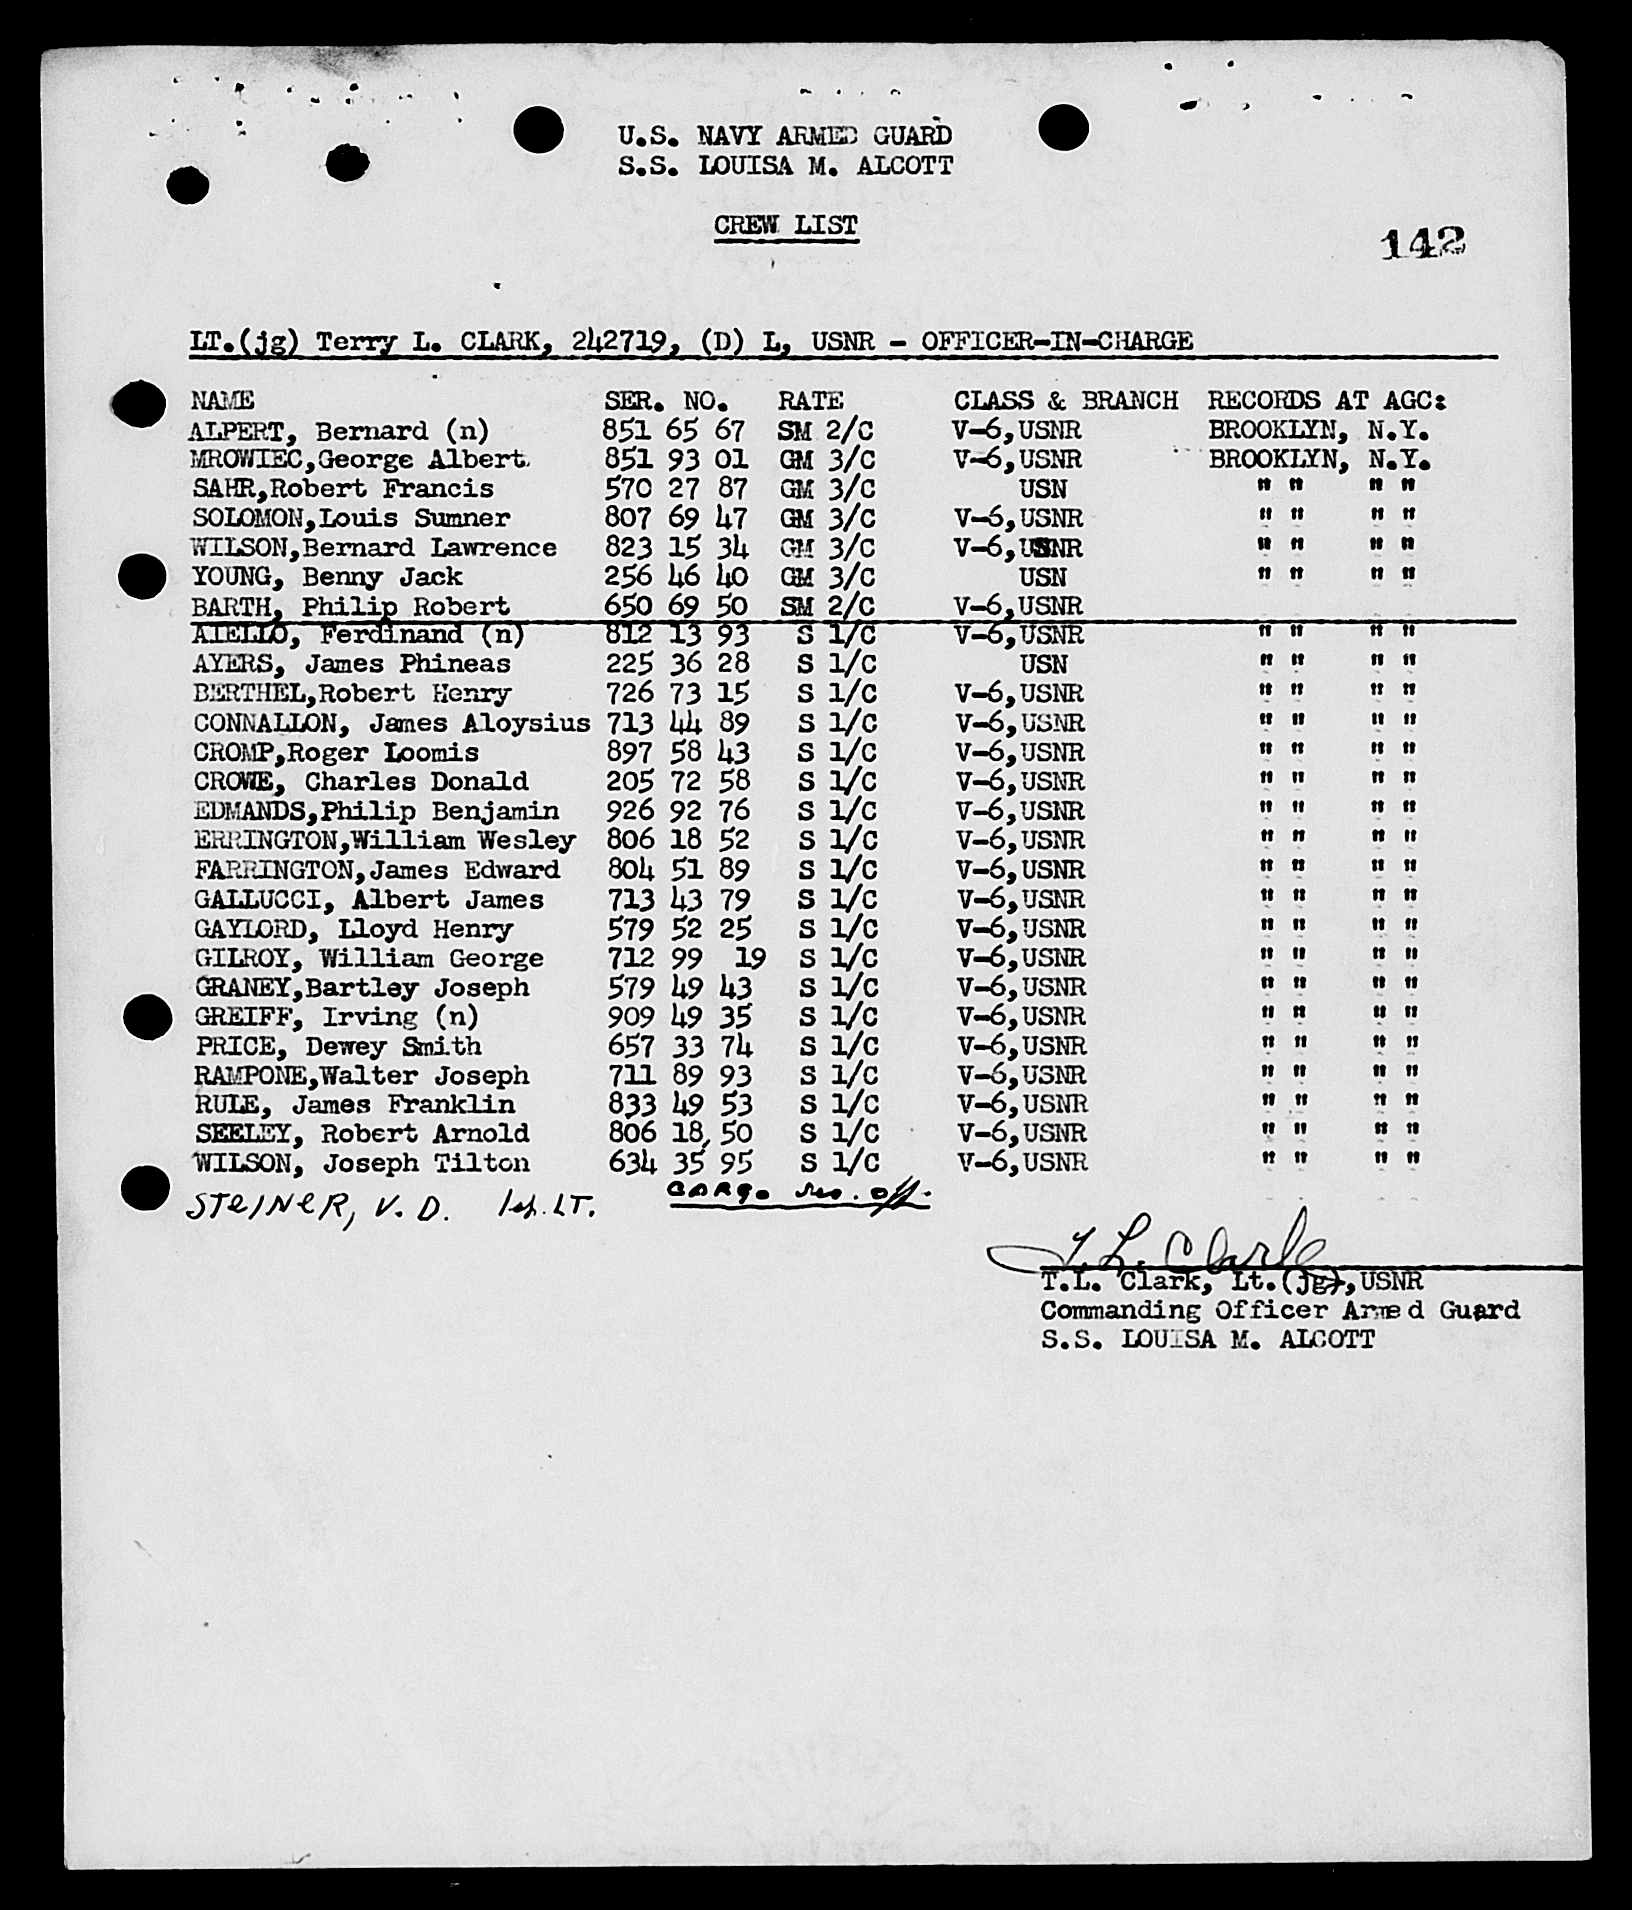 U.S. NAVY ARMED GUARD
S.S. LOUISA M. ALCOTT
CREW LIST
142
LT.(jg) Terry L. CLARK, 242719, (D) L, USNR - OFFICER-IN-CHARGE
NAME SER. NO. RATE CLASS & BRANCH RECORDS AT AGC:
ALPERT, Bernard (n) 851 65 67 SM 2/C V-6,USNR BROOKLYN, N.Y.
MROWIEC,George Albert 851 93 01 GM 3/C V-6,USNR BROOKLYN, N.Y.
SAHR,Robert Francis 570 27 87 GM 3/C USN " " " "
SOLOMON,Louis Sumner 807 69 47 GM 3/C V-6,USNR " " " "
WILSON,Bernard Lawrence 823 15 34 GM 3/C V-6,USNR " " " "
YOUNG, Benny Jack 256 46 40 GM 3/C USN " " " "
BARTH, Philip Robert 650 69 50 SM 2/C V-6,USNR
AIELLO, Ferdinand (n) 812 13 93 S 1/C V-6,USNR " " " "
AYERS, James Phineas 225 36 28 S 1/C USN " " " "
BERTHEL,Robert Henry 726 73 15 S 1/C V-6,USNR " " " "
CONNALLON, James Aloysius 713 44 89 S 1/C V-6,USNR " " " "
CROMP,Roger Loomis 897 58 43 S 1/C V-6,USNR " " " "
CROWE, Charles Donald 205 72 58 S 1/C V-6,USNR " " " "
EDMANDS,Philip Benjamin 926 92 76 S 1/C V-6,USNR " " " "
ERRINGTON,William Wesley 806 18 52 S 1/C V-6,USNR " " " "
FARRINGTON,James Edward 804 51 89 S 1/C V-6,USNR " " " "
GALLUCCI, Albert James 713 43 79 S 1/C V-6,USNR " " " "
GAYLORD, Lloyd Henry 579 52 25 S 1/C V-6,USNR " " " "
GILROY, William George 712 99 19 S 1/C V-6,USNR " " " "
GRANEY,Bartley Joseph 579 49 43 S 1/C V-6,USNR " " " "
GREIFF, Irving (n) 909 49 35 S 1/C V-6,USNR " " " "
PRICE, Dewey Smith 657 33 74 S 1/C V-6,USNR " " " "
RAMPONE,Walter Joseph 711 89 93 S 1/C V-6,USNR " " " "
RULE, James Franklin 833 49 53 S 1/C V-6,USNR " " " "
SEELEY, Robert Arnold 806 18 50 S 1/C V-6,USNR " " " "
WILSON, Joseph Tilton 634 35 95 S 1/C V-6,USNR " " " "
STEINER, V. D. LT. CARGO off.
T. L. Clark
T.L. Clark, Lt.(jg),USNR
Commanding Officer Armed Guard
S.S. LOUISA M. ALCOTT